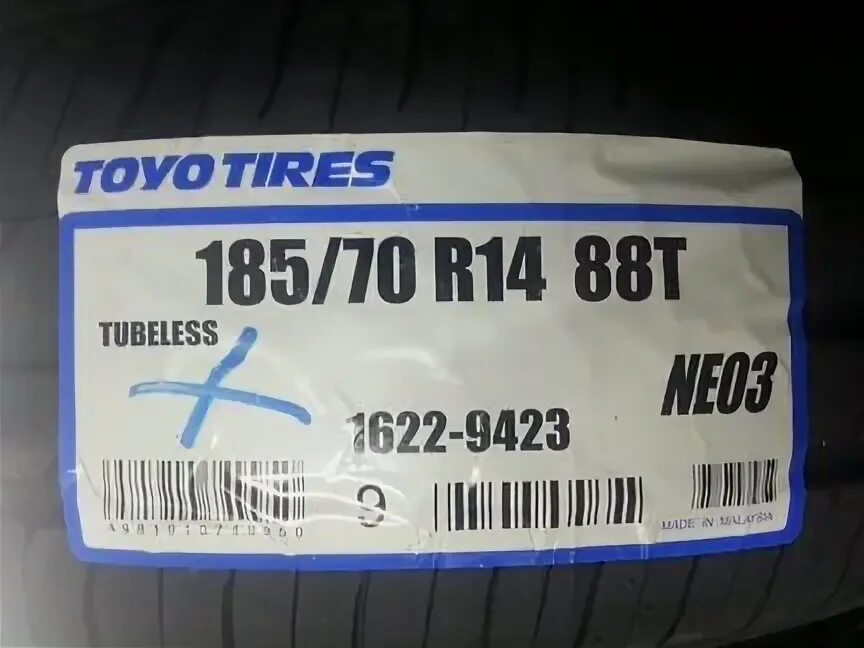 TOYO TIRES
185/70 R14 88T
TUBELESS
NE03
1622-9423
9
MADE IN MALAYSIA